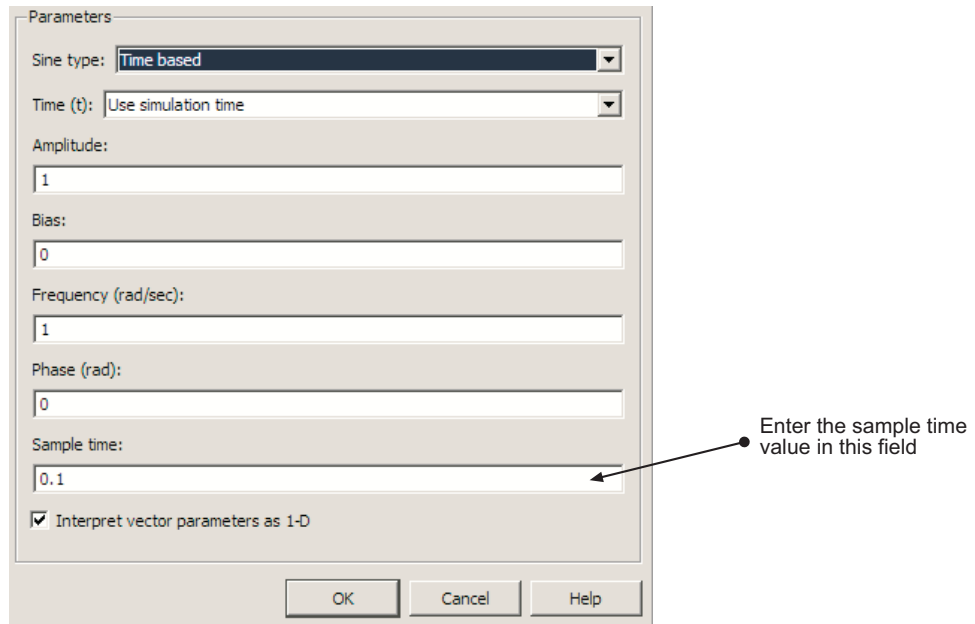 Parameters
Sine type: Time based
Time (t): Use simulation time
Amplitude:
1
Bias:
0
Frequency (rad/sec):
1
Phase (rad):
0
Sample time:
0.1
Interpret vector parameters as 1-D
Enter the sample time
value in this field
OK Cancel Help